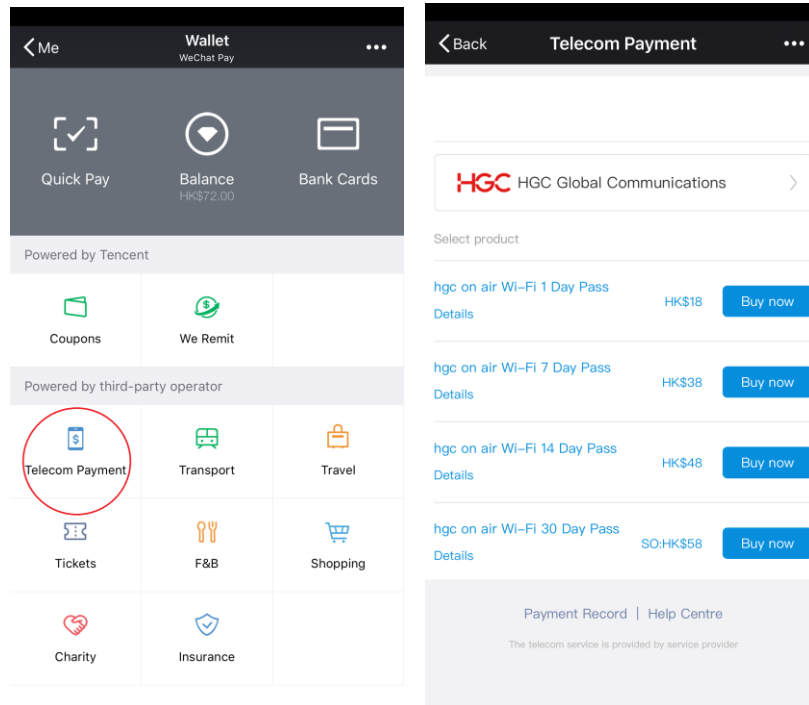 Me
Wallet
WeChat Pay
Quick Pay
Balance
Bank Cards
HK$72.00
Powered by Tencent
Coupons
We Remit
Powered by third-party operator
$
Telecom Payment
Transport
Travel
Tickets
F&B
Shopping
Charity
Insurance
Back
Telecom Payment
HGC HGC Global Communications
Select product
hgc on air Wi-Fi 1 Day Pass
Details
HK$18
Buy now
hgc on air Wi-Fi 7 Day Pass
Details
HK$38
Buy now
hgc on air Wi-Fi 14 Day Pass
Details
HK$48
Buy now
hgc on air Wi-Fi 30 Day Pass
Details
SO:HK$58
Buy now
Payment Record | Help Centre
The telecom service is provided by service provider